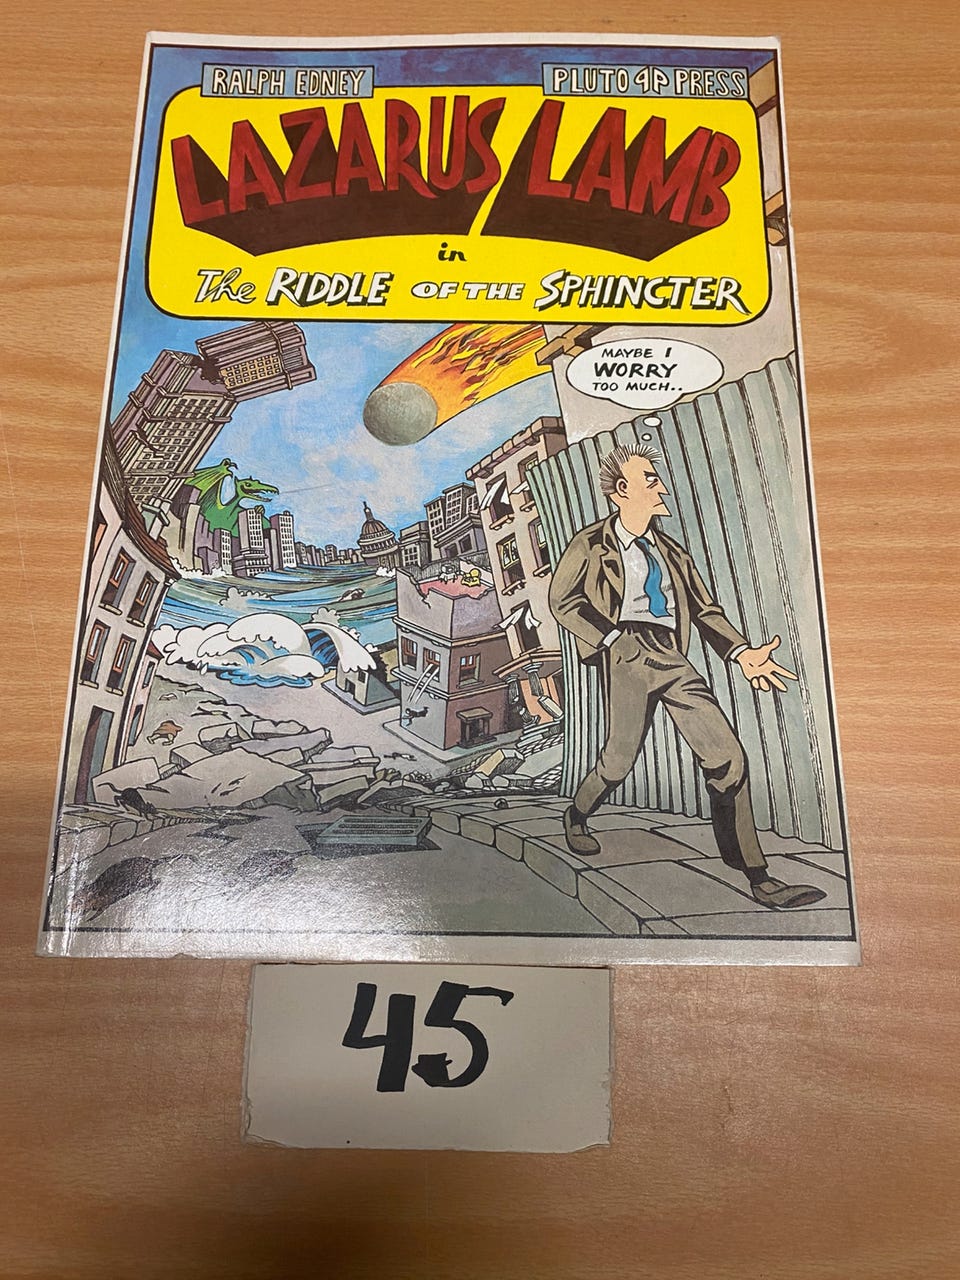 RALPH EDNEY
PLUTO PRESS
LAZARUS LAMB
in
The RIDDLE OF THE SPHINCTER
MAYBE I
WORRY
TOO MUCH..
45